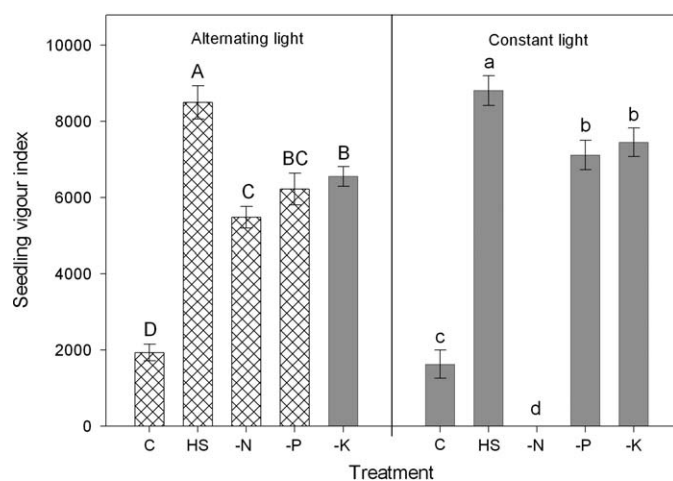 Alternating light
Constant light
Seedling vigour index
10000
8000
6000
4000
2000
0
D
A
C
BC
B
c
a
d
b
b
C
HS
-N
-P
-K
C
HS
-N
-P
-K
Treatment